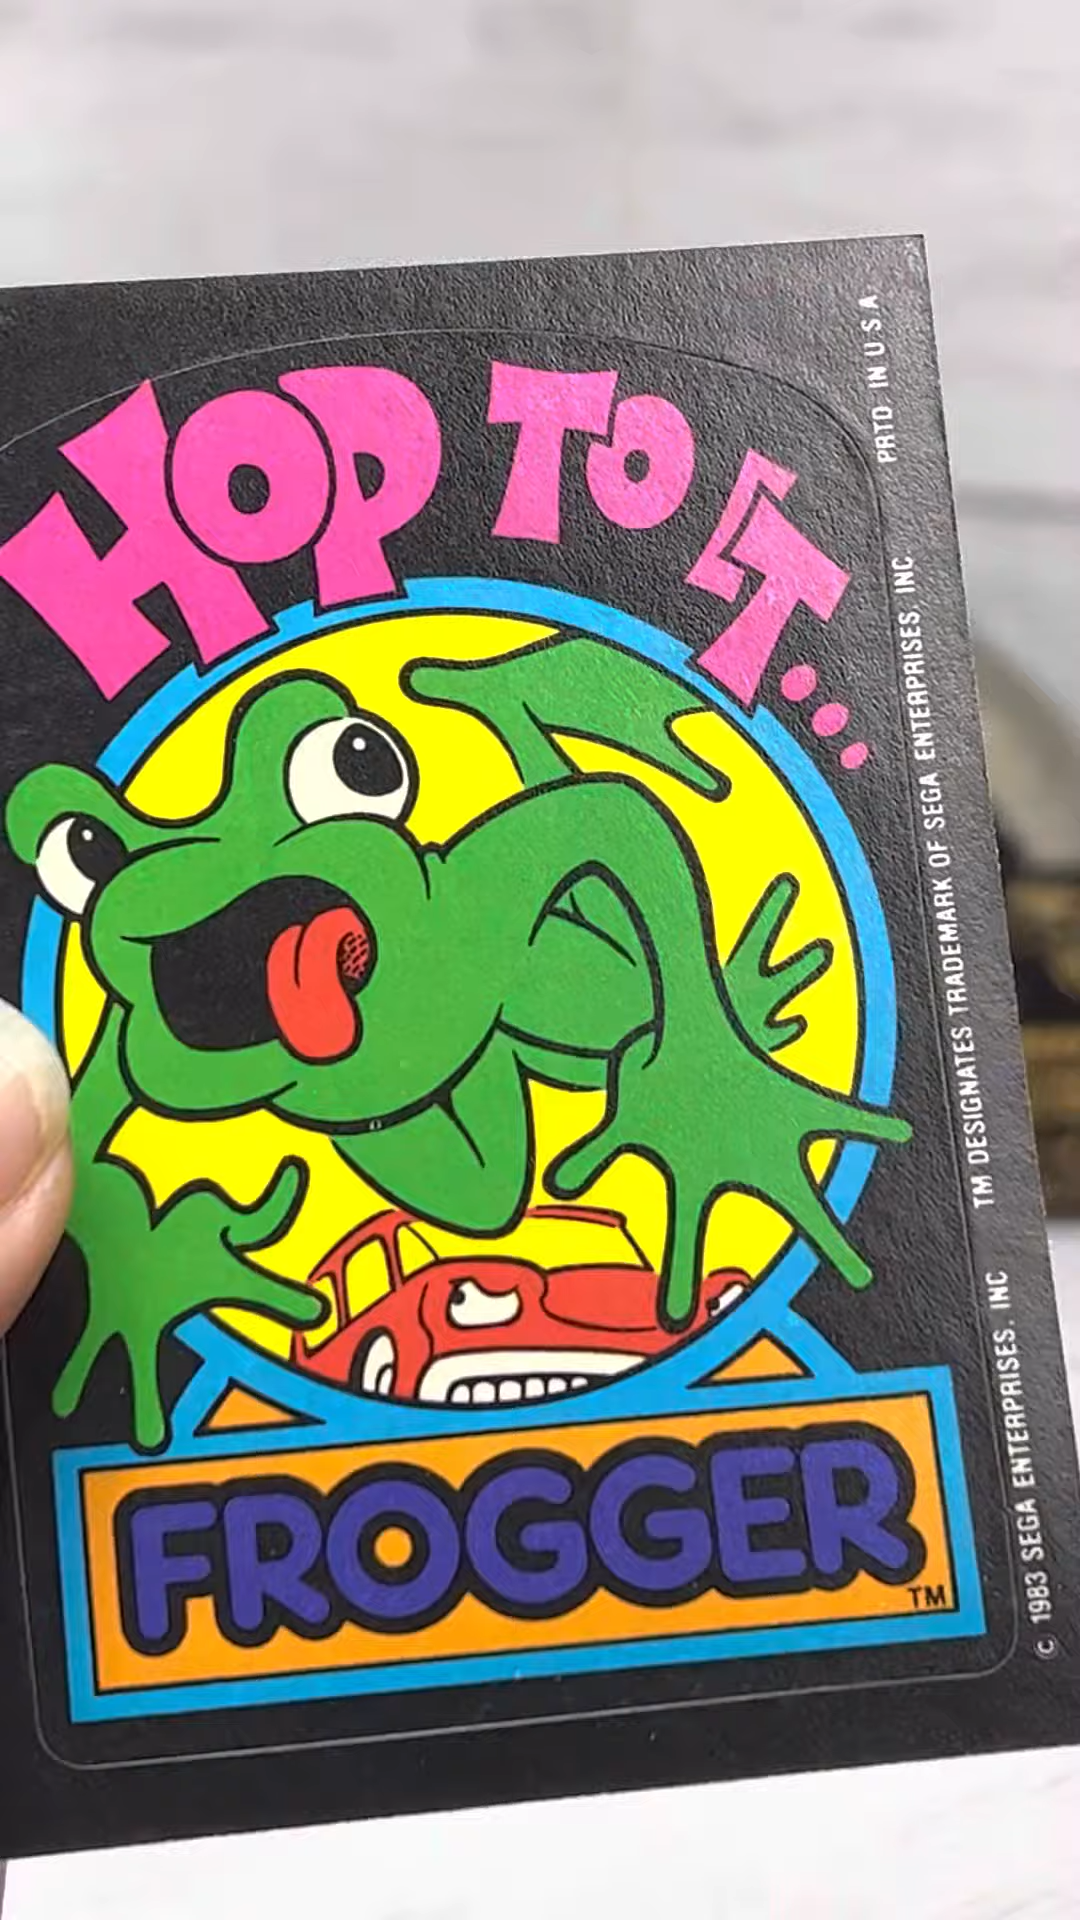 HOP TO IT...
FROGGER
TM
© 1983 SEGA ENTERPRISES. INC
TM DESIGNATES TRADEMARK OF SEGA ENTERPRISES, INC
PRTD. IN U.S.A.